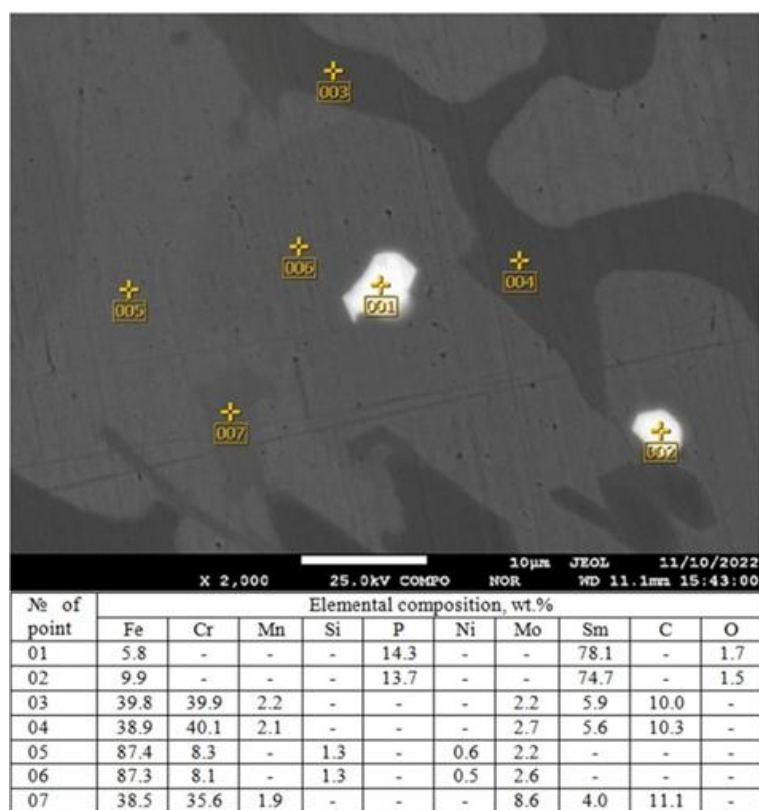 003
006
004
001
005
007
002
10µm JEOL 11/10/2022
X 2,000 25.0kV COMPO NOR WD 11.1mm 15:43:00
№ of point Elemental composition, wt.%
Fe Cr Mn Si P Ni Mo Sm C O
01 5.8 - - - 14.3 - - 78.1 - 1.7
02 9.9 - - - 13.7 - - 74.7 - 1.5
03 39.8 39.9 2.2 - - - 2.2 5.9 10.0 -
04 38.9 40.1 2.1 - - - 2.7 5.6 10.3 -
05 87.4 8.3 - 1.3 - 0.6 2.2 - - -
06 87.3 8.1 - 1.3 - 0.5 2.6 - - -
07 38.5 35.6 1.9 - - - 8.6 4.0 11.1 -